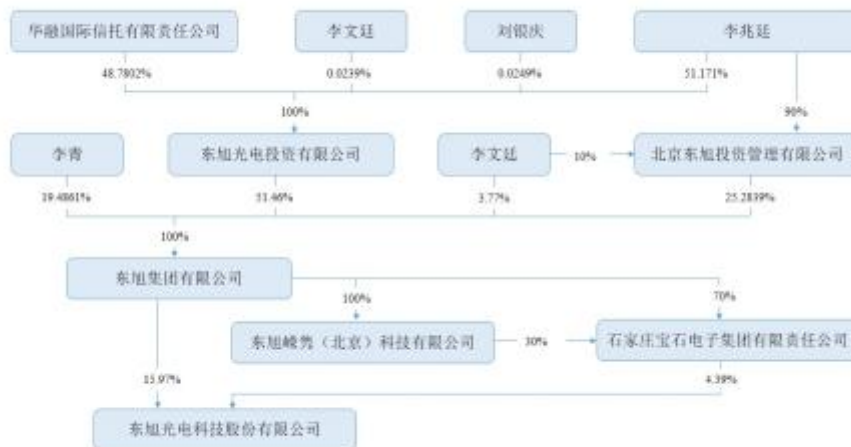 华融国际信托有限责任公司
李文廷
刘银庆
李兆廷
48.7802%
0.0239%
0.0249%
51.171%
100%
90%
李青
东旭光电投资有限公司
李文廷
10%
北京东旭投资管理有限公司
19.4861%
51.46%
3.77%
25.2839%
100%
东旭集团有限公司
100%
70%
东旭嵘隽（北京）科技有限公司
30%
石家庄宝石电子集团有限责任公司
15.97%
4.39%
东旭光电科技股份有限公司